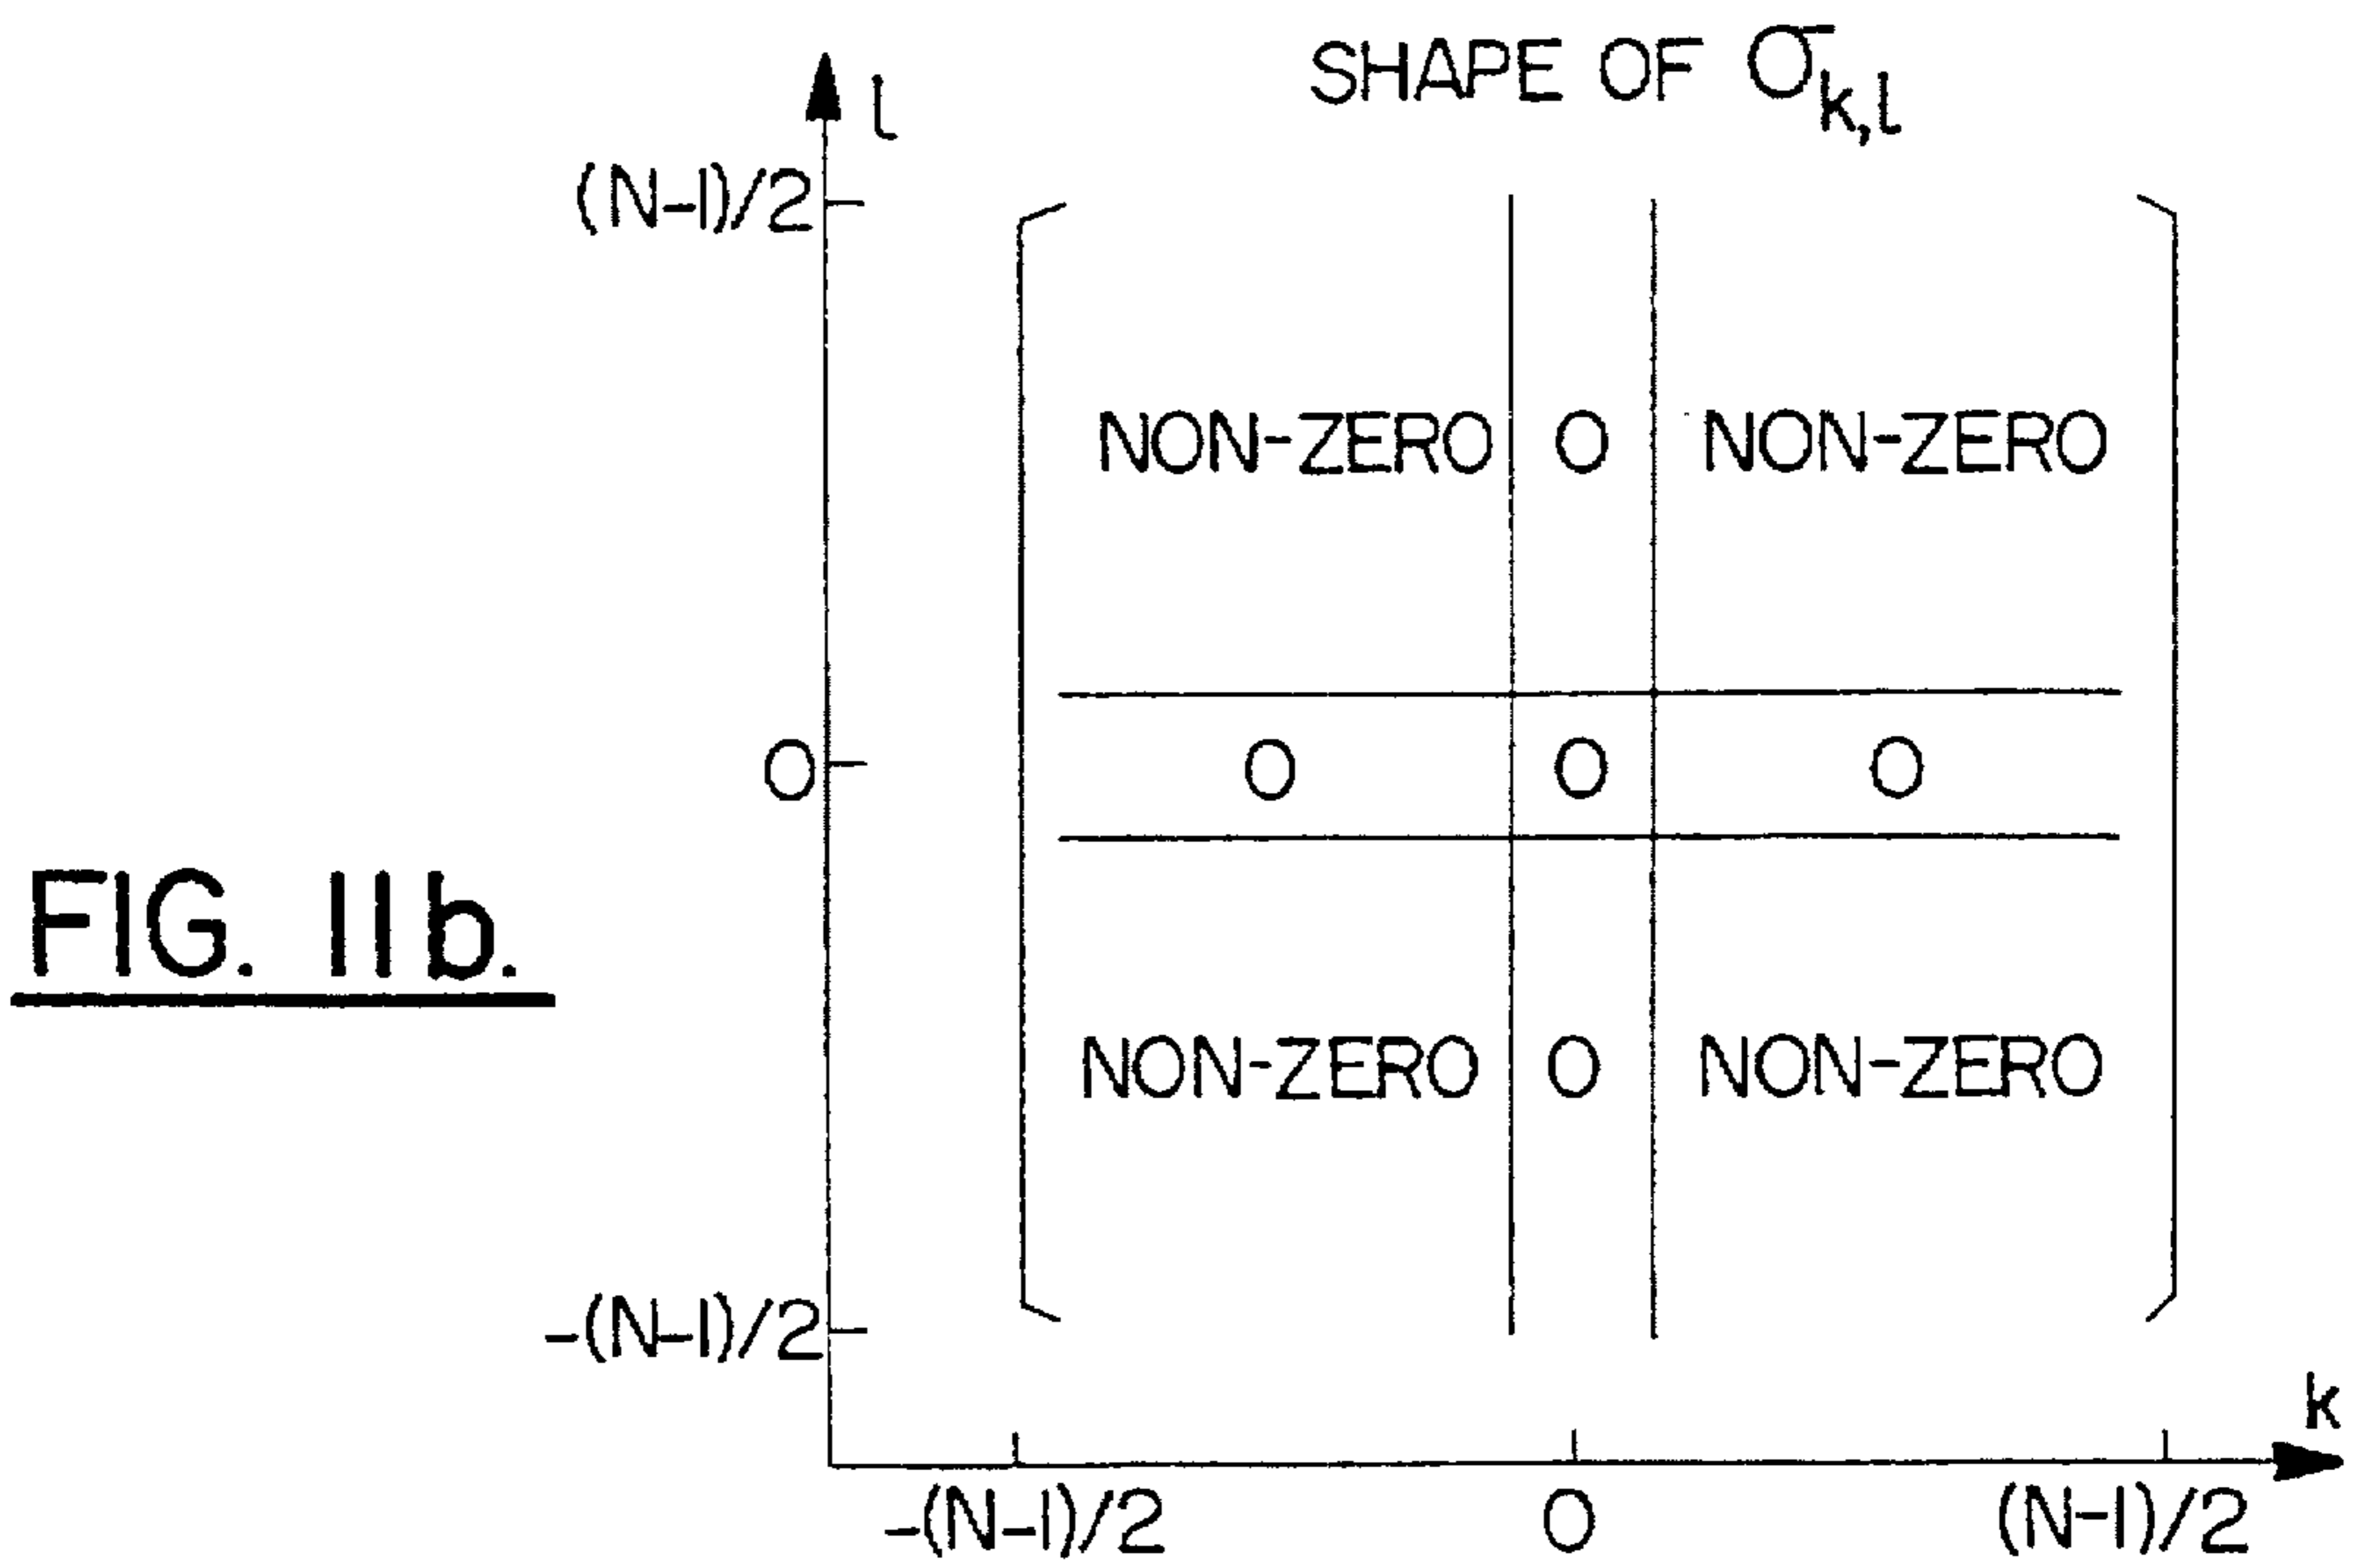 SHAPE OF σk,l
l
(N-1)/2
NON-ZERO 0 NON-ZERO
0 0 0 0
FIG. 11b.
NON-ZERO 0 NON-ZERO
-(N-1)/2
k
-(N-1)/2 0 (N-1)/2